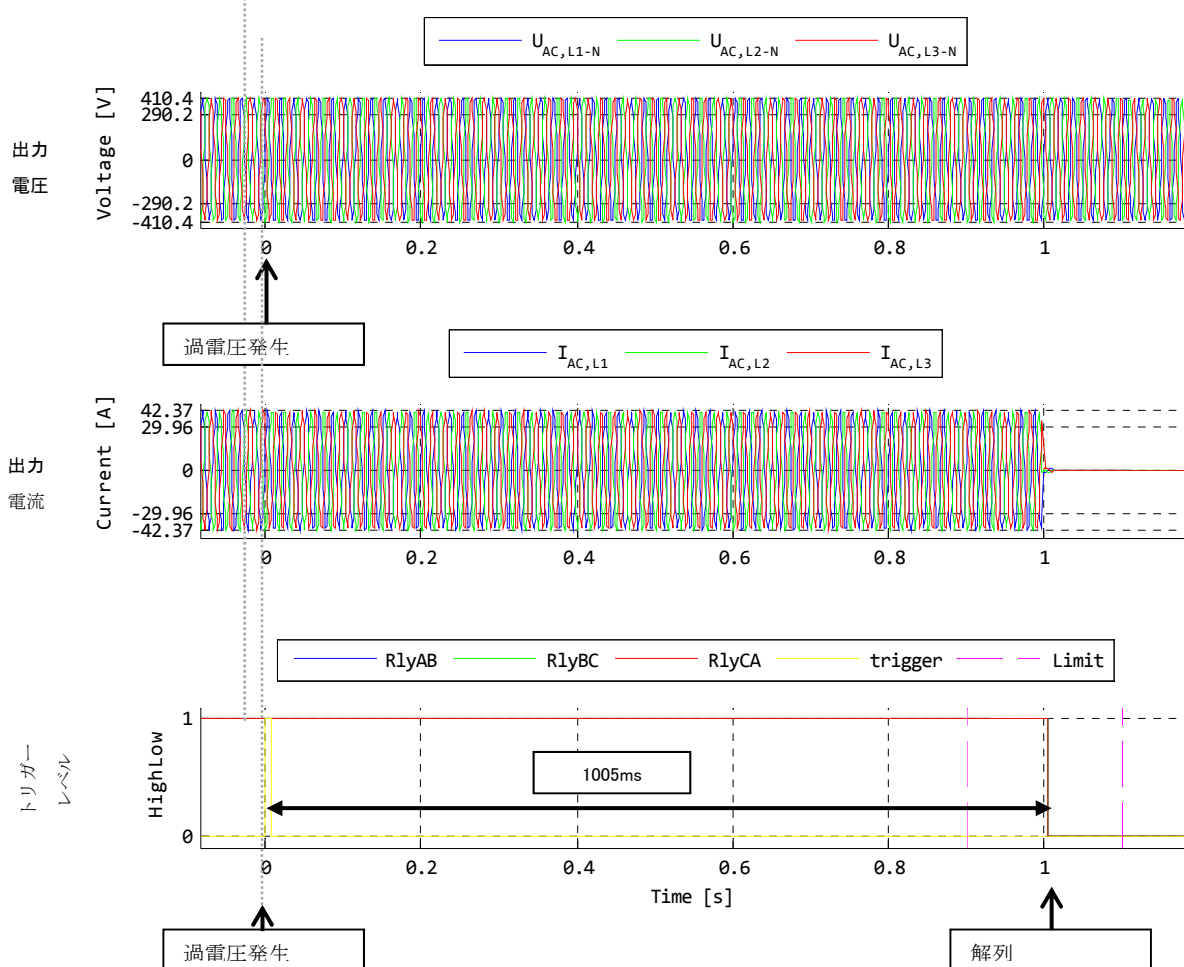 U_AC,L1-N U_AC,L2-N U_AC,L3-N
出力
電圧
Voltage [V]
410.4
290.2
0
-290.2
-410.4
0 0.2 0.4 0.6 0.8 1
過電圧発生
I_AC,L1 I_AC,L2 I_AC,L3
出力
電流
Current [A]
42.37
29.96
0
-29.96
-42.37
0 0.2 0.4 0.6 0.8 1
RlyAB RlyBC RlyCA trigger Limit
トリガー
レベル
HighLow
1
0
1005ms
0 0.2 0.4 0.6 0.8 1
Time [s]
過電圧発生
解列